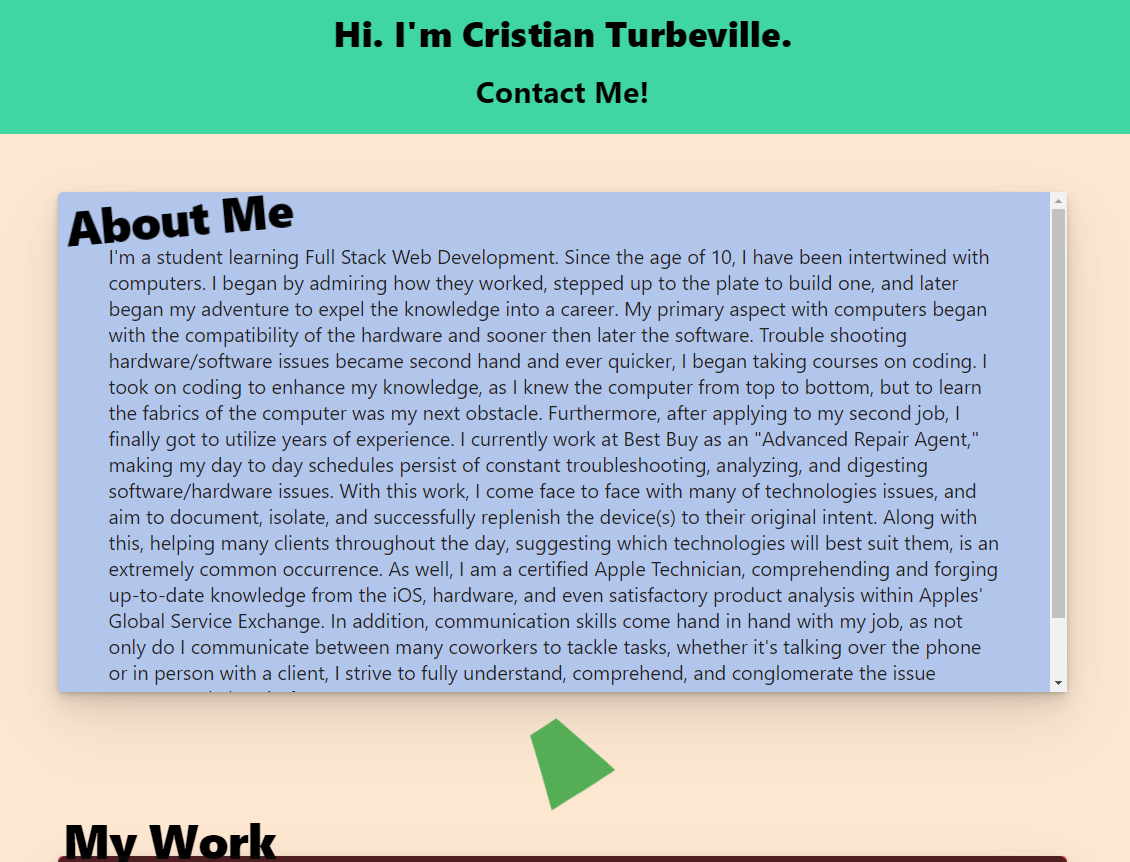 Hi. I'm Cristian Turbeville.
Contact Me!
About Me
I'm a student learning Full Stack Web Development. Since the age of 10, I have been intertwined with
computers. I began by admiring how they worked, stepped up to the plate to build one, and later
began my adventure to expel the knowledge into a career. My primary aspect with computers began
with the compatibility of the hardware and sooner then later the software. Trouble shooting
hardware/software issues became second hand and ever quicker, I began taking courses on coding. I
took on coding to enhance my knowledge, as I knew the computer from top to bottom, but to learn
the fabrics of the computer was my next obstacle. Furthermore, after applying to my second job, I
finally got to utilize years of experience. I currently work at Best Buy as an "Advanced Repair Agent,"
making my day to day schedules persist of constant troubleshooting, analyzing, and digesting
software/hardware issues. With this work, I come face to face with many of technologies issues, and
aim to document, isolate, and successfully replenish the device(s) to their original intent. Along with
this, helping many clients throughout the day, suggesting which technologies will best suit them, is an
extremely common occurrence. As well, I am a certified Apple Technician, comprehending and forging
up-to-date knowledge from the iOS, hardware, and even satisfactory product analysis within Apples'
Global Service Exchange. In addition, communication skills come hand in hand with my job, as not
only do I communicate between many coworkers to tackle tasks, whether it's talking over the phone
or in person with a client, I strive to fully understand, comprehend, and conglomerate the issue
My Work